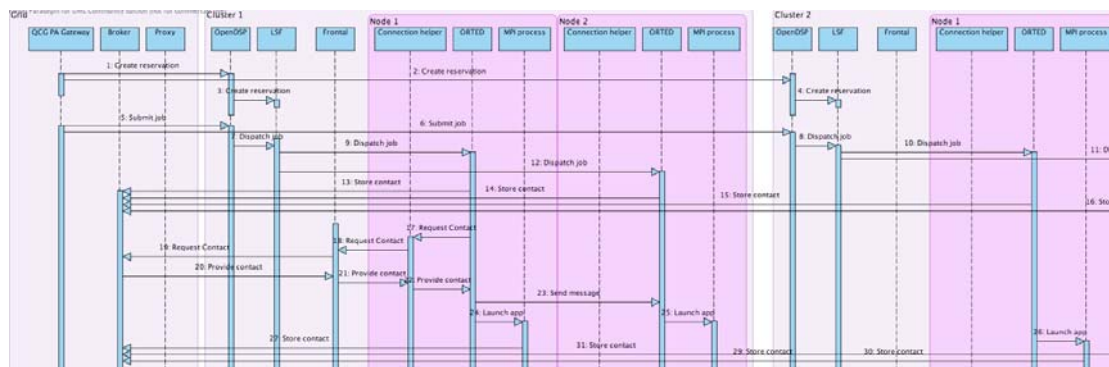 Grid
Cluster 1
Node 1
Node 2
Cluster 2
Node 1
QCG PA Gateway
Broker
Proxy
OpenDSP
LSF
Frontal
Connection helper
ORTED
MPI process
Connection helper
ORTED
MPI process
OpenDSP
LSF
Frontal
Connection helper
ORTED
MPI process
1: Create reservation
2: Create reservation
3: Create reservation
4: Create reservation
5: Submit job
6: Submit job
7: Dispatch job
8: Dispatch job
9: Dispatch job
10: Dispatch job
11: D
12: Dispatch job
13: Store contact
14: Store contact
15: Store contact
16: Sto
17: Request Contact
18: Request Contact
19: Request Contact
20: Provide contact
21: Provide contact
22: Provide contact
23: Send message
24: Launch app
25: Launch app
26: Launch app
27: Store contact
31: Store contact
29: Store contact
30: Store contact